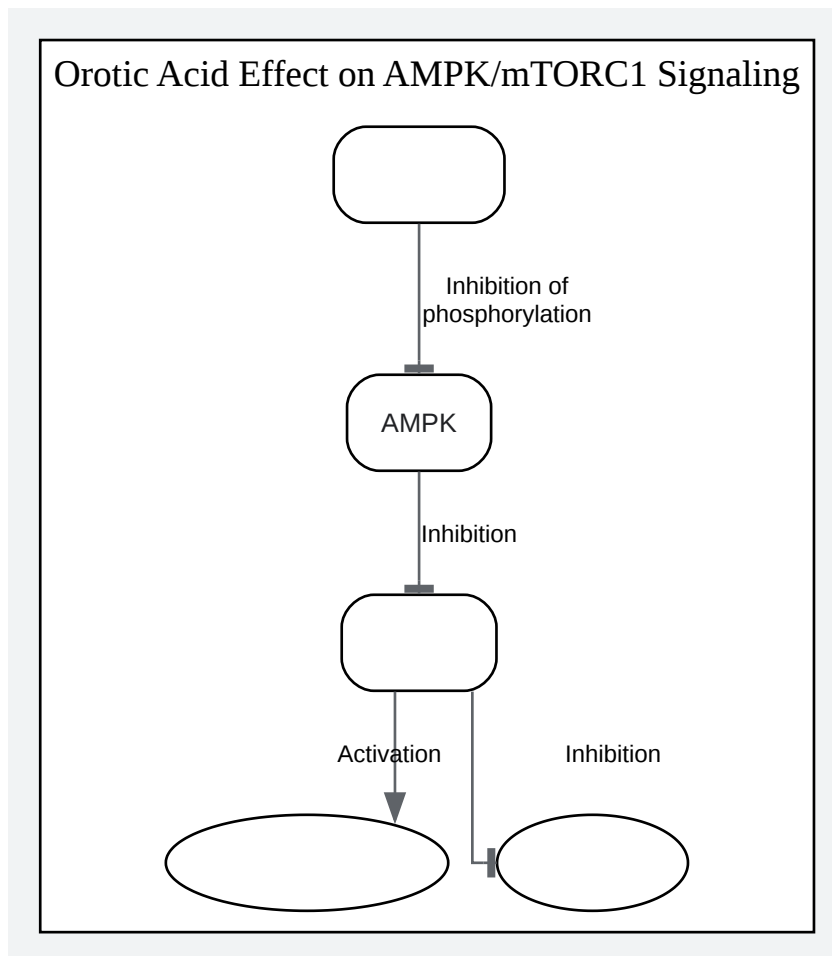 Orotic Acid Effect on AMPK/mTORC1 Signaling
Inhibition of
phosphorylation
AMPK
Inhibition
Activation
Inhibition